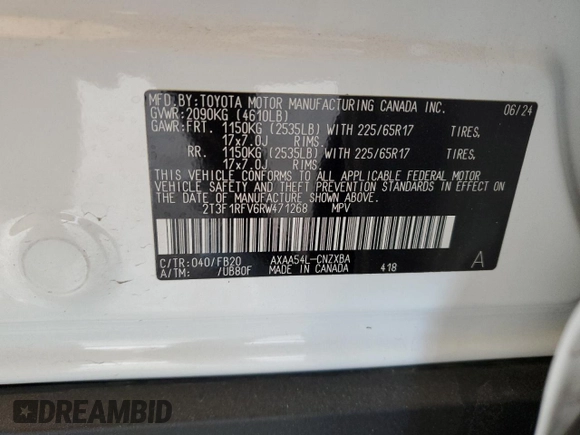 MFD.BY:TOYOTA MOTOR MANUFACTURING CANADA INC. 06/24
GVWR:2090KG (4610LB)
GAWR:FRT. 1150KG (2535LB) WITH 225/65R17 TIRES,
17x7.0J RIMS,
RR. 1150KG (2535LB) WITH 225/65R17 TIRES,
17x7.0J RIMS,
THIS VEHICLE CONFORMS TO ALL APPLICABLE FEDERAL MOTOR
VEHICLE SAFETY AND THEFT PREVENTION STANDARDS IN EFFECT ON
THE DATE OF MANUFACTURE SHOWN ABOVE.
2T3F1RFV6RW471268 MPV
C/TR:040/FB20 AXAA54L-CNZXBA A
A/TM: /UB80F MADE IN CANADA 418
DREAMBID